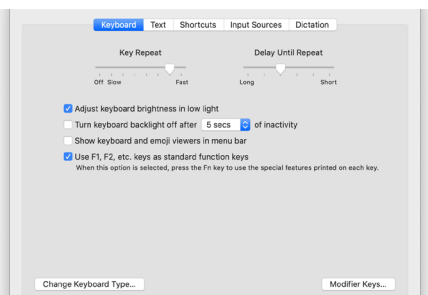 Keyboard Text Shortcuts Input Sources Dictation
Key Repeat Delay Until Repeat
Off Slow Fast Long Short
Adjust keyboard brightness in low light
Turn keyboard backlight off after 5 secs of inactivity
Show keyboard and emoji viewers in menu bar
Use F1, F2, etc. keys as standard function keys
When this option is selected, press the Fn key to use the special features printed on each key.
Change Keyboard Type... Modifier Keys...